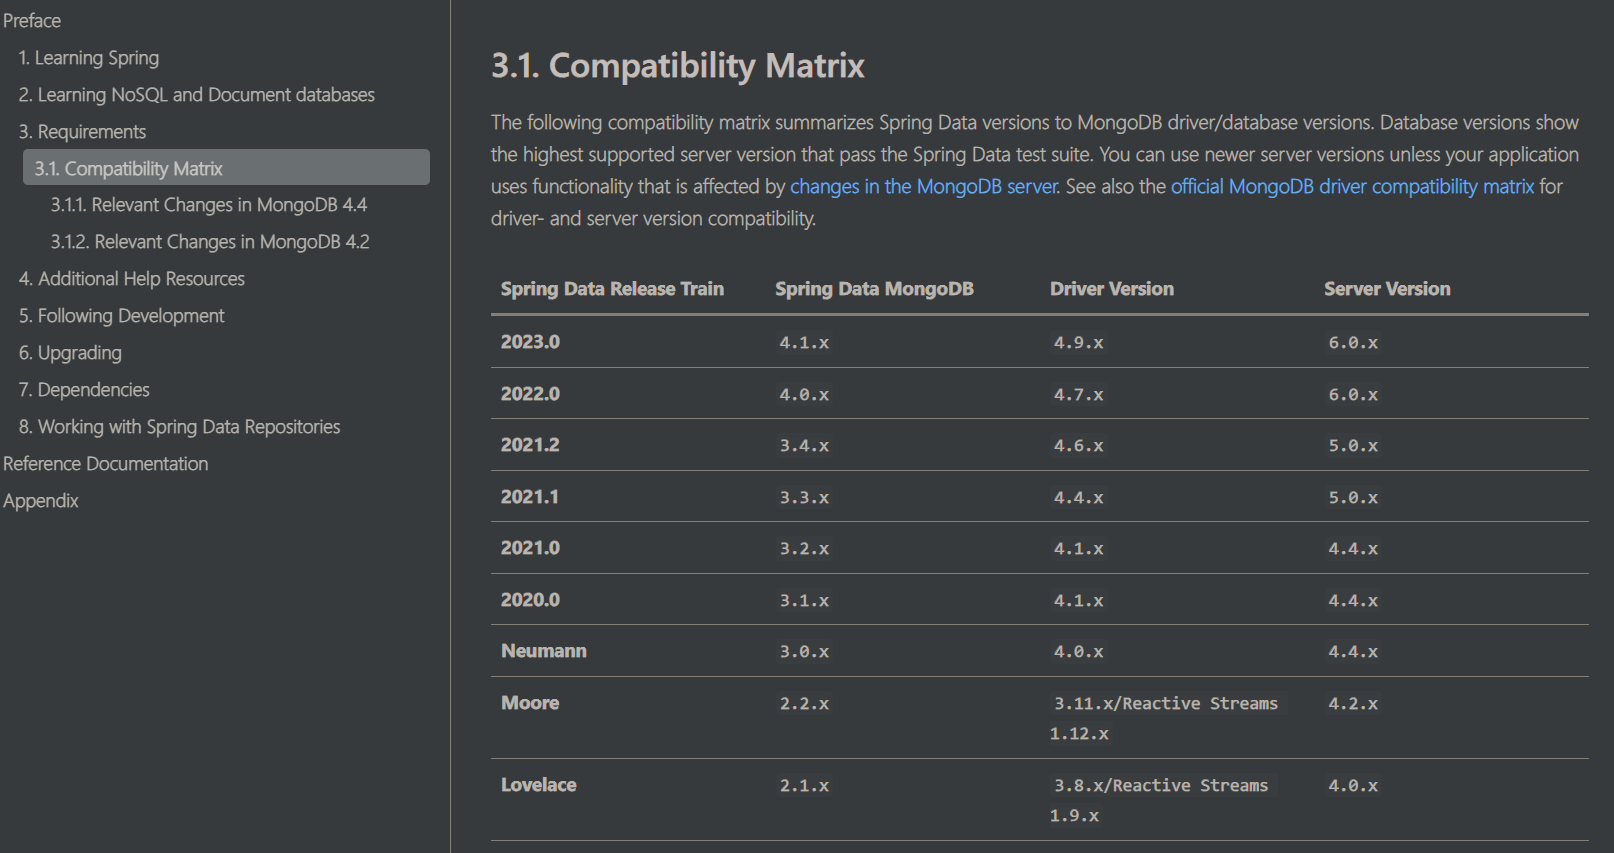 Preface
1. Learning Spring
2. Learning NoSQL and Document databases
3. Requirements
3.1. Compatibility Matrix
3.1.1. Relevant Changes in MongoDB 4.4
3.1.2. Relevant Changes in MongoDB 4.2
4. Additional Help Resources
5. Following Development
6. Upgrading
7. Dependencies
8. Working with Spring Data Repositories
Reference Documentation
Appendix
3.1. Compatibility Matrix
The following compatibility matrix summarizes Spring Data versions to MongoDB driver/database versions. Database versions show
the highest supported server version that pass the Spring Data test suite. You can use newer server versions unless your application
uses functionality that is affected by changes in the MongoDB server. See also the official MongoDB driver compatibility matrix for
driver- and server version compatibility.
Spring Data Release Train Spring Data MongoDB Driver Version Server Version
2023.0 4.1.x 4.9.x 6.0.x
2022.0 4.0.x 4.7.x 6.0.x
2021.2 3.4.x 4.6.x 5.0.x
2021.1 3.3.x 4.4.x 5.0.x
2021.0 3.2.x 4.1.x 4.4.x
2020.0 3.1.x 4.1.x 4.4.x
Neumann 3.0.x 4.0.x 4.4.x
Moore 2.2.x 3.11.x/Reactive Streams 4.2.x
1.12.x
Lovelace 2.1.x 3.8.x/Reactive Streams 4.0.x
1.9.x